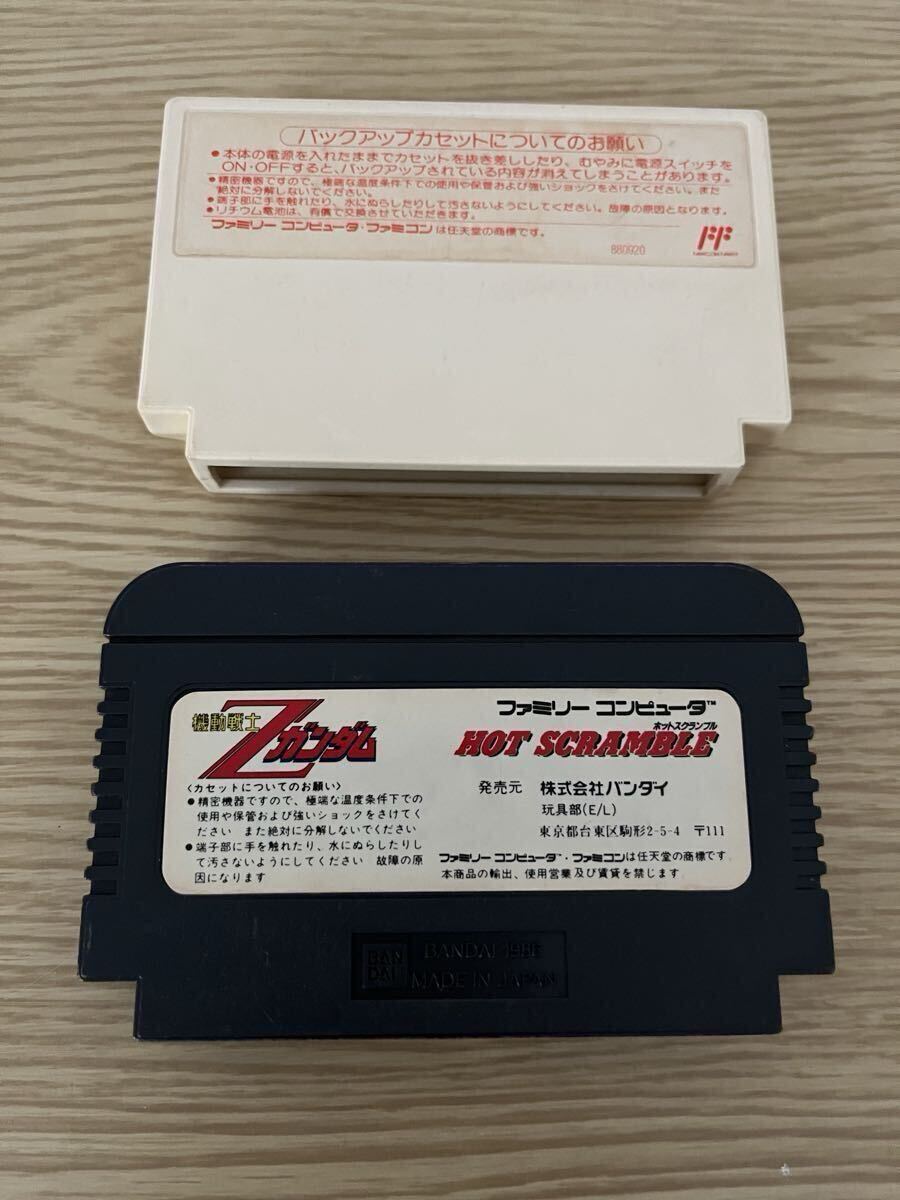 バックアップカセットについてのお願い
●本体の電源を入れたままでカセットを抜き差ししたり、むやみに電源スイッチを
ON・OFFすると、バックアップされている内容が消えてしまうことがあります。
●精密機器ですので、極端な温度条件下での使用や保管および強いショックをさけてください。また
絶対に分解しないでください。
●端子部に手を触れたり、水にぬらしたりして汚さないようにしてください。故障の原因となります。
●リチウム電池は、有償で交換させていただきます。
ファミリー コンピュータ・ファミコンは任天堂の商標です。
880920
機動戦士
Zガンダム
〈カセットについてのお願い〉
●精密機器ですので、極端な温度条件下での
使用や保管および強いショックをさけてく
ださい また絶対に分解しないでください
●端子部に手を触れたり、水にぬらしたりし
て汚さないようにしてください 故障の原
因になります
ファミリー コンピュータ™
ホットスクランブル
HOT SCRAMBLE
発売元 株式会社バンダイ
玩具部(E/L)
東京都台東区駒形2-5-4 〒111
ファミリー コンピュータ™・ファミコンは任天堂の商標です
本商品の輸出、使用営業及び賃貸を禁じます
BAN
DAI
BANDAI 1986
MADE IN JAPAN